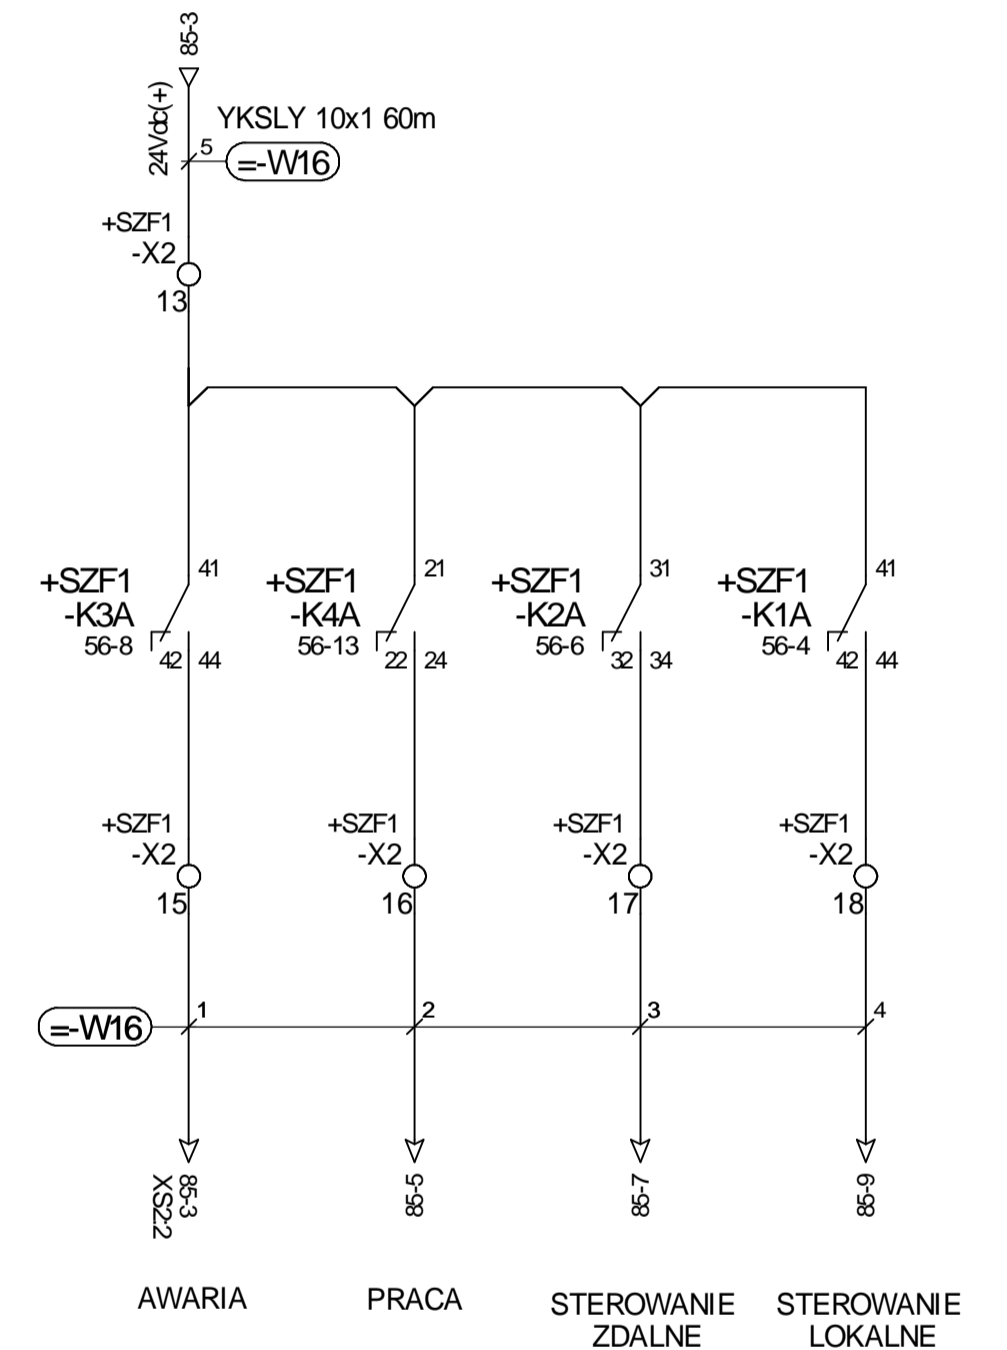 85-3
24Vdc(+)
YKSLY 10x1 60m
5
=-W16
+SZF1
-X2
13
+SZF1
-K3A
56-8
41
42
44
+SZF1
-K4A
56-13
21
22
24
+SZF1
-K2A
56-6
31
32
34
+SZF1
-K1A
56-4
41
42
44
+SZF1
-X2
15
+SZF1
-X2
16
+SZF1
-X2
17
+SZF1
-X2
18
=-W16
1
2
3
4
85-3
XS2:2
85-5
85-7
85-9
AWARIA
PRACA
STEROWANIE
ZDALNE
STEROWANIE
LOKALNE